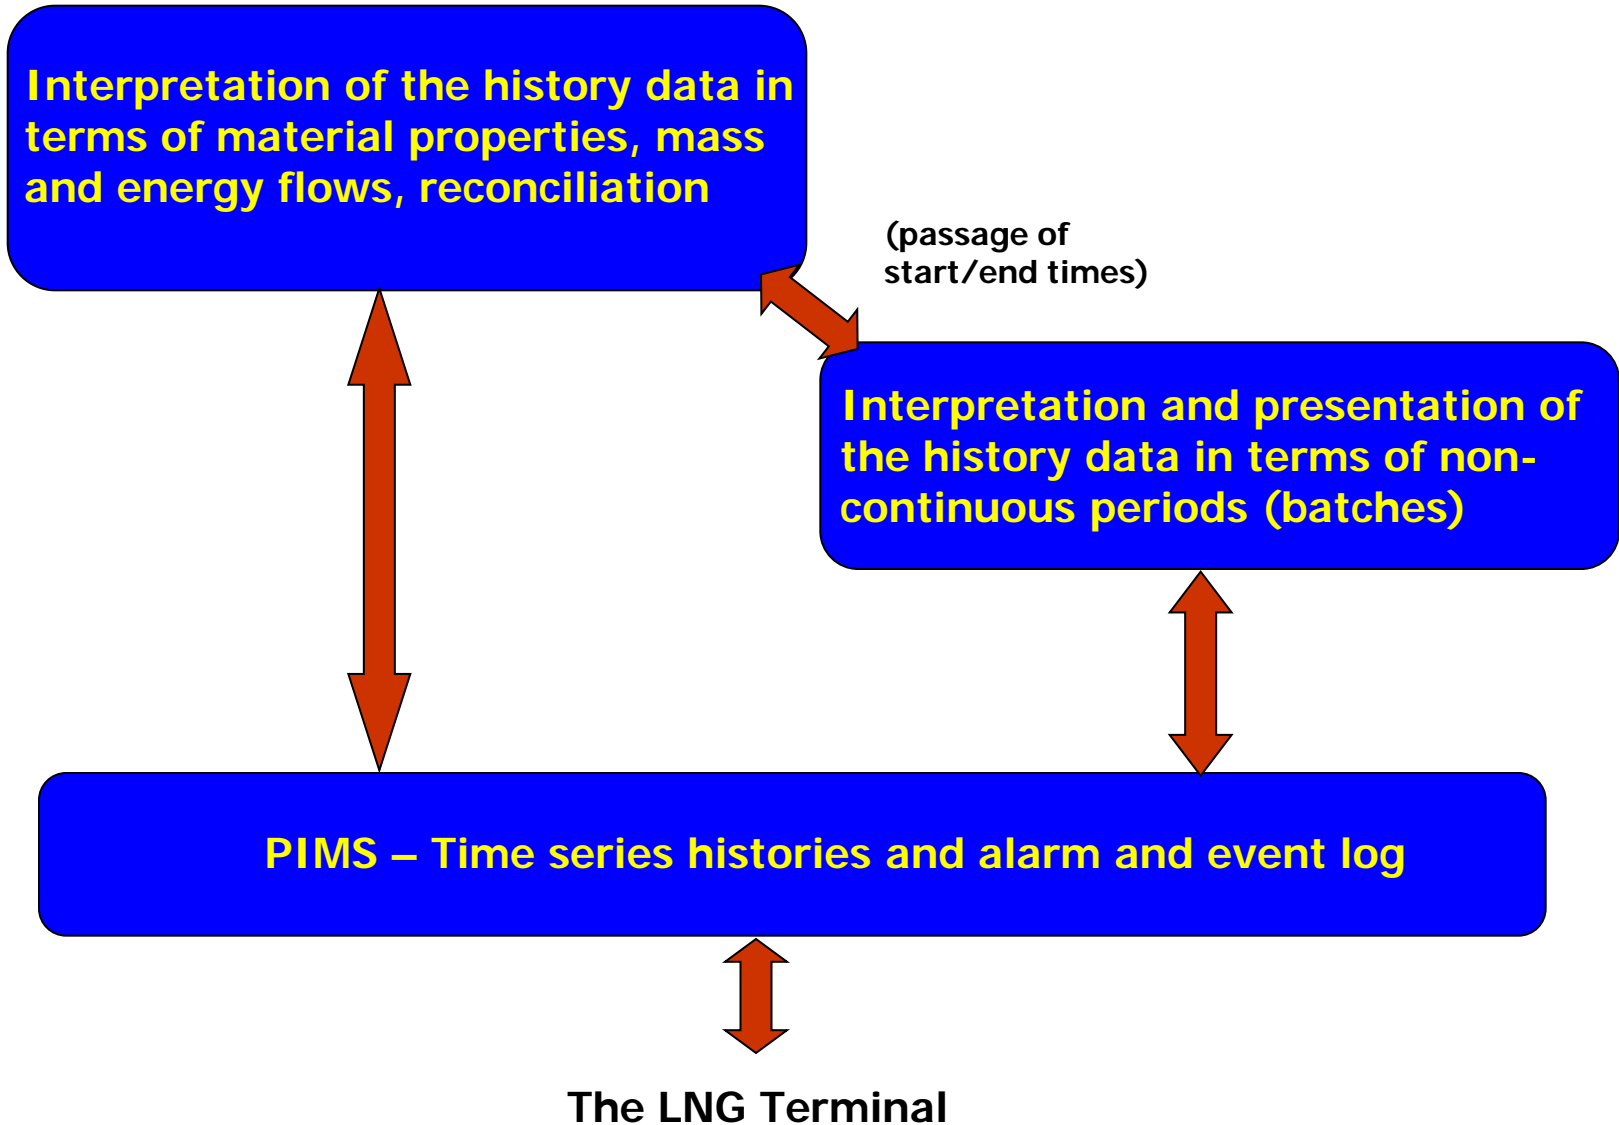 Interpretation of the history data in
terms of material properties, mass
and energy flows, reconciliation
(passage of
start/end times)
Interpretation and presentation of
the history data in terms of non-
continuous periods (batches)
PIMS – Time series histories and alarm and event log
The LNG Terminal